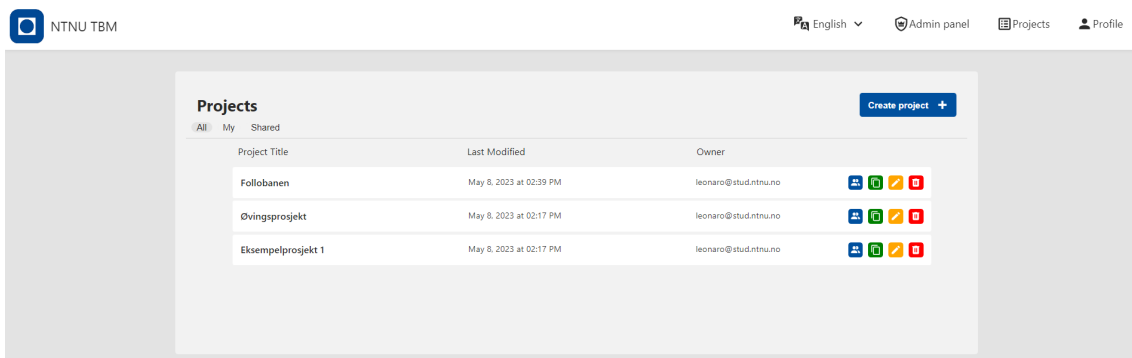 NTNU TBM English Admin panel Projects Profile
Projects Create project +
All My Shared
Project Title Last Modified Owner
Follobanen May 8, 2023 at 02:39 PM leonaro@stud.ntnu.no
Øvingsprosjekt May 8, 2023 at 02:17 PM leonaro@stud.ntnu.no
Eksempelprosjekt 1 May 8, 2023 at 02:17 PM leonaro@stud.ntnu.no